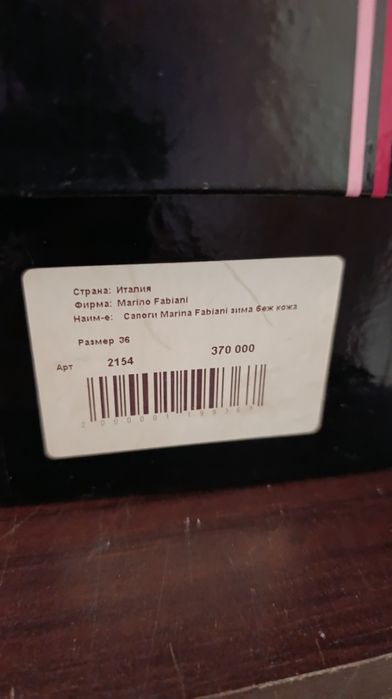 Страна: Италия
Фирма: Marino Fabiani
Наим-е: Сапоги Marina Fabiani зима беж кожа
Размер 36
370 000
Арт 2154